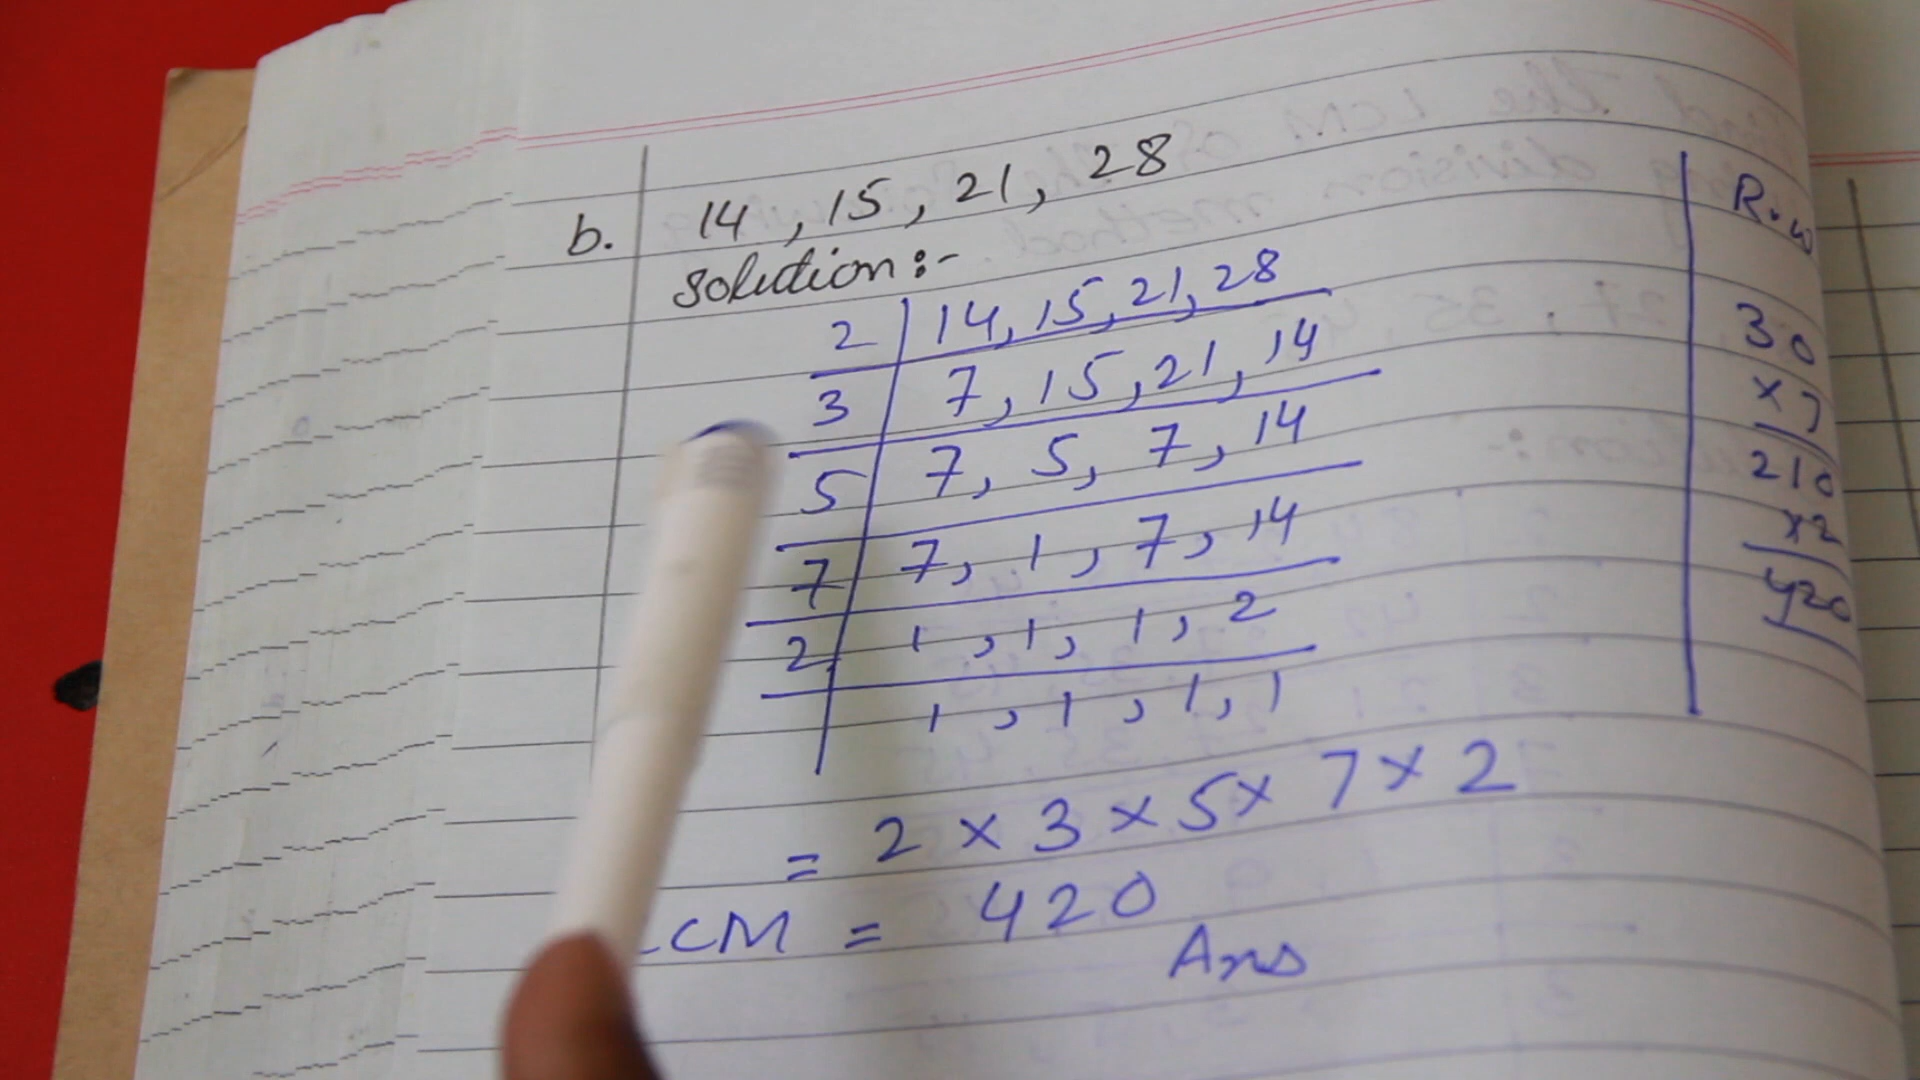 b. 14, 15, 21, 28
solution:-
2 | 14, 15, 21, 28
3 | 7, 15, 21, 14
5 | 7, 5, 7, 14
7 | 7, 1, 7, 14
2 | 1, 1, 1, 2
1, 1, 1, 1
= 2 × 3 × 5 × 7 × 2
LCM = 420
Ans
R.w
30
×7
210
×2
420